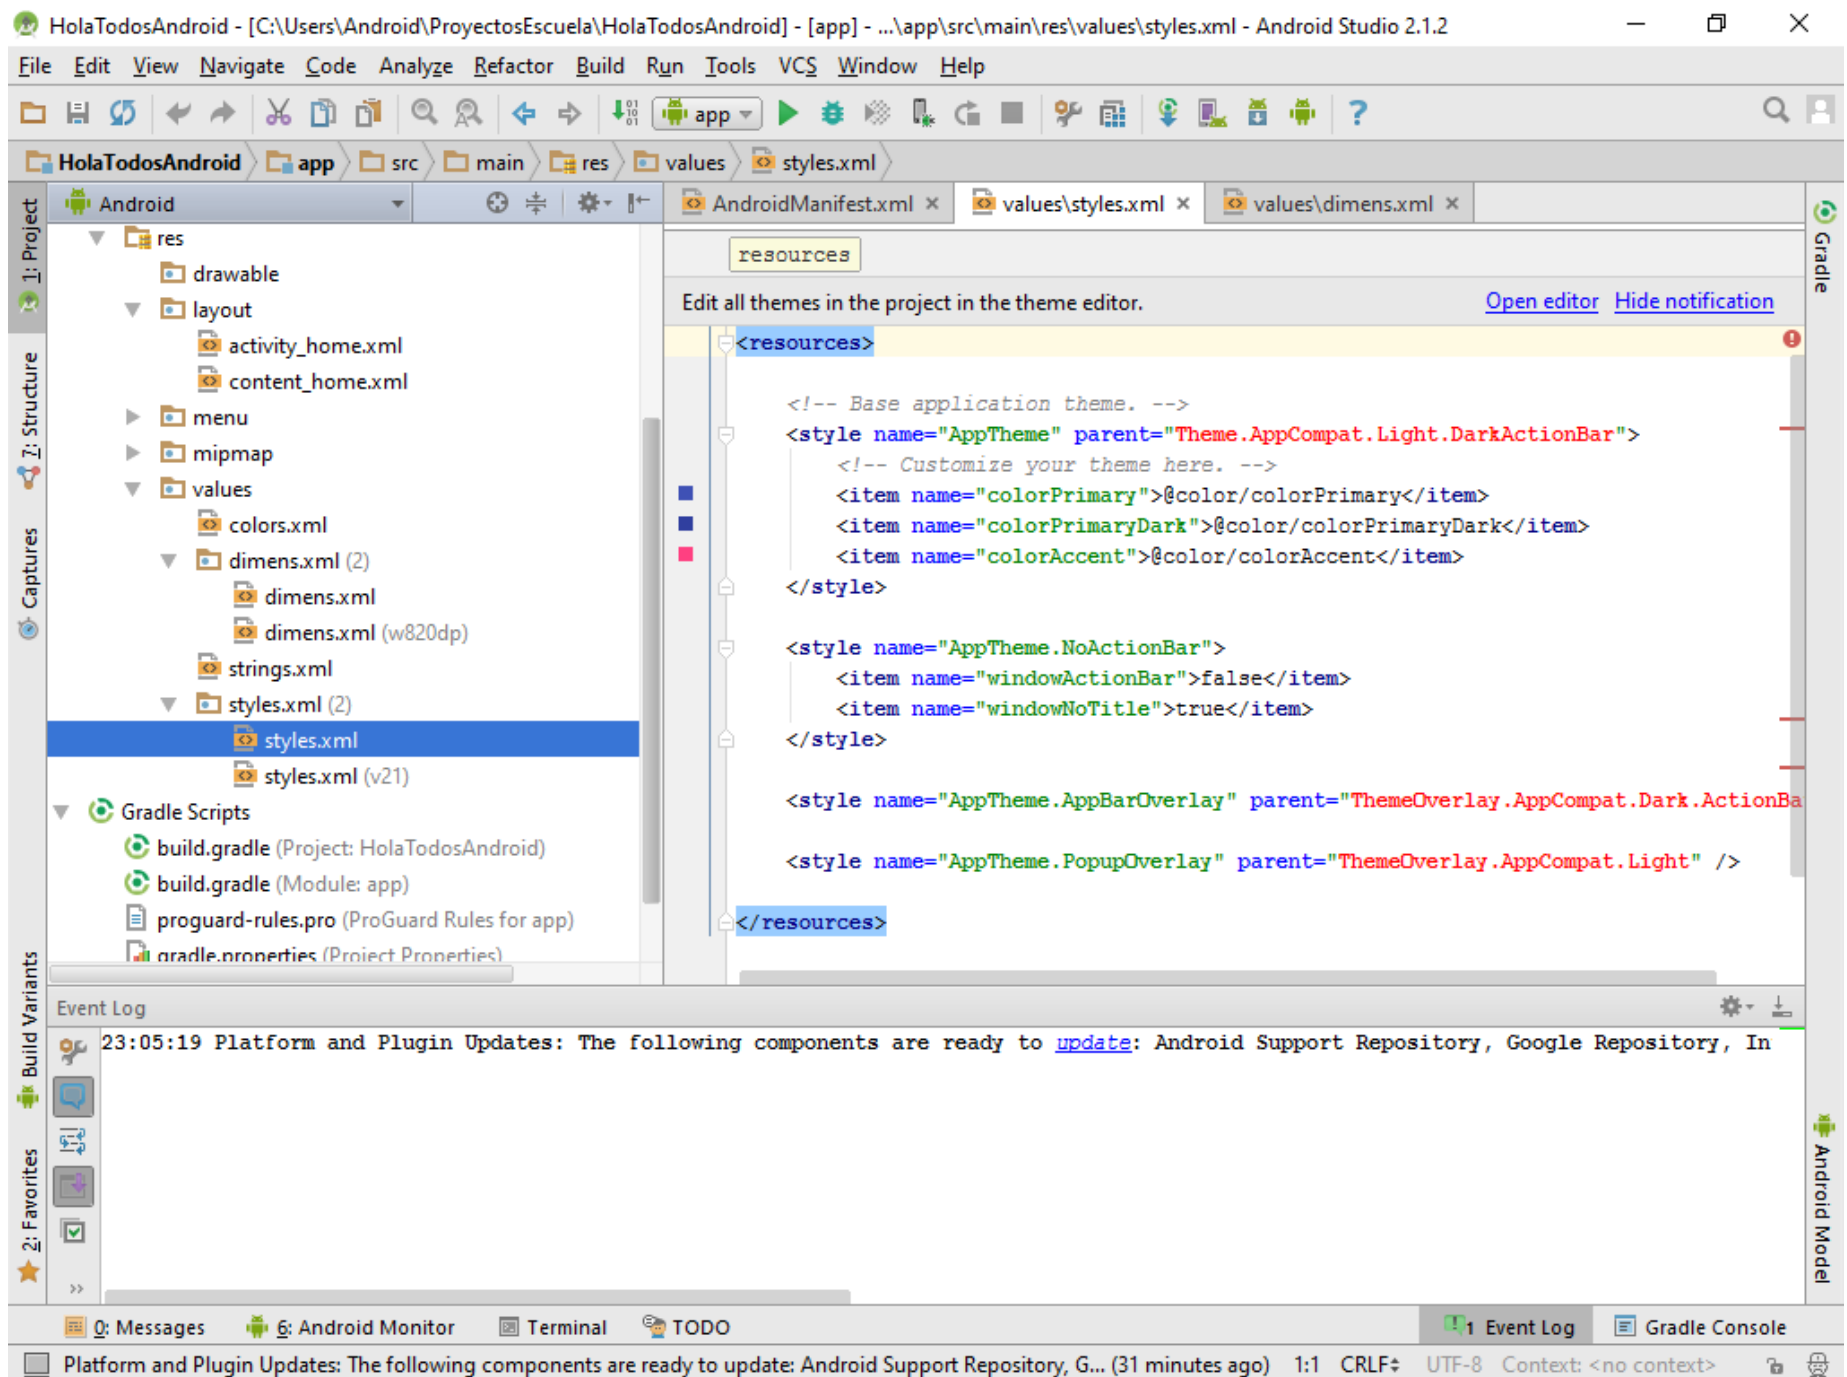 HolaTodosAndroid - [C:\Users\Android\ProyectosEscuela\HolaTodosAndroid] - [app] - ...\app\src\main\res\values\styles.xml - Android Studio 2.1.2
File Edit View Navigate Code Analyze Refactor Build Run Tools VCS Window Help
app
HolaTodosAndroid app src main res values styles.xml
1: Project
7: Structure
Captures
Build Variants
2: Favorites
Android
res
drawable
layout
activity_home.xml
content_home.xml
menu
mipmap
values
colors.xml
dimens.xml (2)
dimens.xml
dimens.xml (w820dp)
strings.xml
styles.xml (2)
styles.xml
styles.xml (v21)
Gradle Scripts
build.gradle (Project: HolaTodosAndroid)
build.gradle (Module: app)
proguard-rules.pro (ProGuard Rules for app)
gradle.properties (Project Properties)
AndroidManifest.xml values\styles.xml values\dimens.xml
resources
Edit all themes in the project in the theme editor. Open editor Hide notification
<resources>
<!-- Base application theme. -->
<style name="AppTheme" parent="Theme.AppCompat.Light.DarkActionBar">
<!-- Customize your theme here. -->
<item name="colorPrimary">@color/colorPrimary</item>
<item name="colorPrimaryDark">@color/colorPrimaryDark</item>
<item name="colorAccent">@color/colorAccent</item>
</style>
<style name="AppTheme.NoActionBar">
<item name="windowActionBar">false</item>
<item name="windowNoTitle">true</item>
</style>
<style name="AppTheme.AppBarOverlay" parent="ThemeOverlay.AppCompat.Dark.ActionBa
<style name="AppTheme.PopupOverlay" parent="ThemeOverlay.AppCompat.Light" />
</resources>
Gradle
Android Model
Event Log
23:05:19 Platform and Plugin Updates: The following components are ready to update: Android Support Repository, Google Repository, In
0: Messages 6: Android Monitor Terminal TODO 1 Event Log Gradle Console
Platform and Plugin Updates: The following components are ready to update: Android Support Repository, G... (31 minutes ago) 1:1 CRLF UTF-8 Context: <no context>